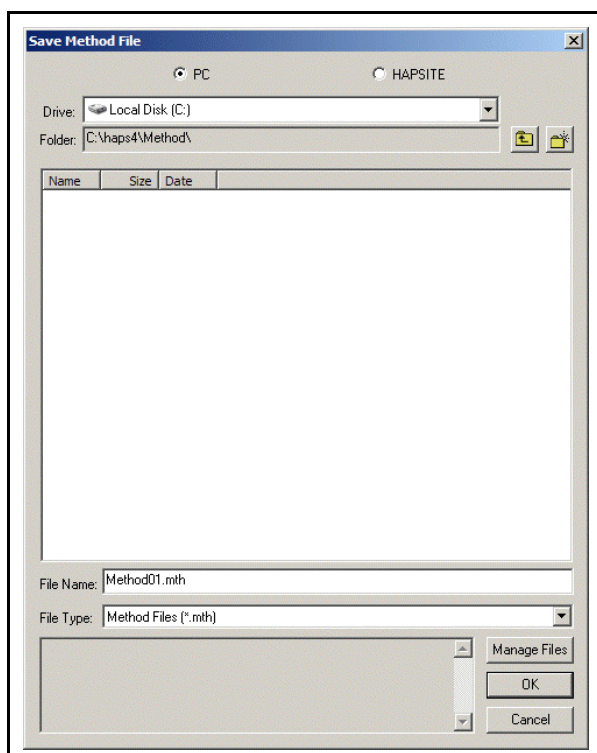 Save Method File
PC HAPSITE
Drive: Local Disk (C:)
Folder: C:\haps4\Method\
Name Size Date
File Name: Method01.mth
File Type: Method Files (*.mth)
Manage Files
OK
Cancel